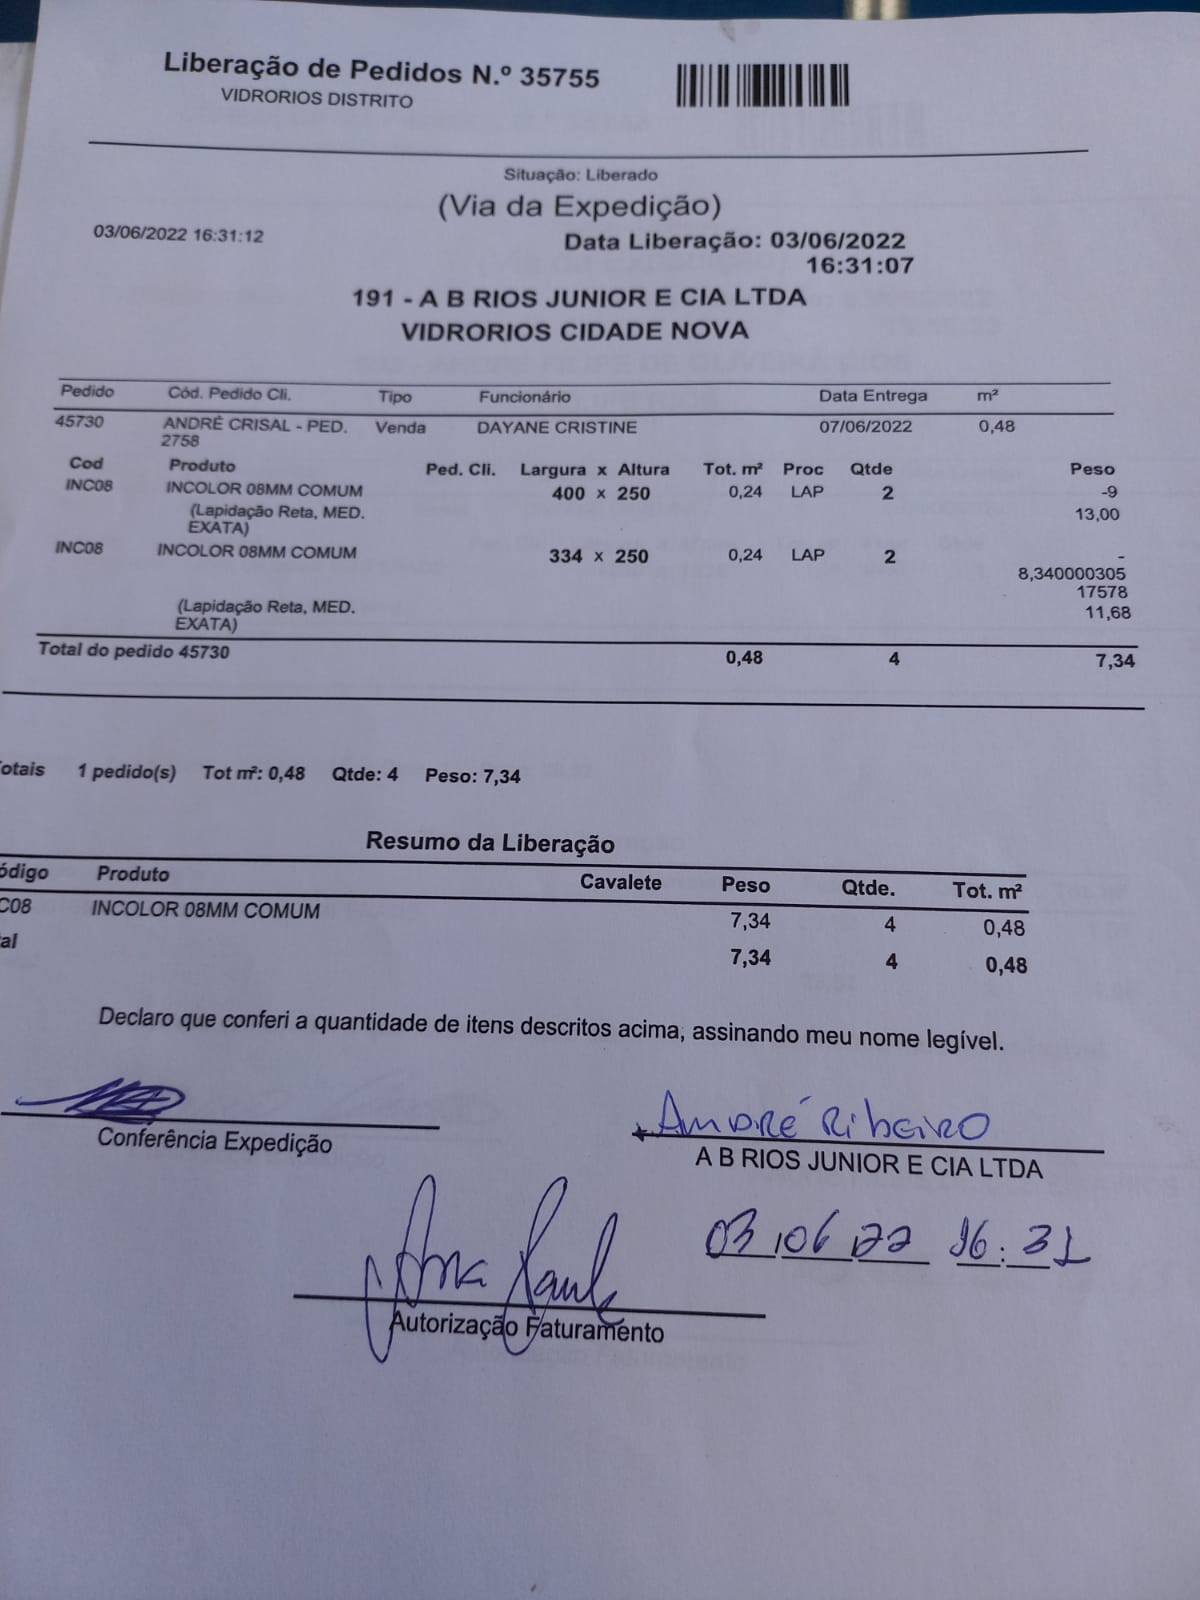 Liberação de Pedidos N.º 35755
VIDRORIOS DISTRITO
Situação: Liberado
(Via da Expedição)
03/06/2022 16:31:12
Data Liberação: 03/06/2022
16:31:07
191 - A B RIOS JUNIOR E CIA LTDA
VIDRORIOS CIDADE NOVA
Pedido Cód. Pedido Cli. Tipo Funcionário Data Entrega m²
45730 ANDRÉ CRISAL - PED. Venda DAYANE CRISTINE 07/06/2022 0,48
2758
Cod Produto Ped. Cli. Largura x Altura Tot. m² Proc Qtde Peso
INC08 INCOLOR 08MM COMUM 400 x 250 0,24 LAP 2 -9
(Lapidação Reta, MED. 13,00
EXATA)
INC08 INCOLOR 08MM COMUM 334 x 250 0,24 LAP 2 -
8,340000305
17578
(Lapidação Reta, MED. 11,68
EXATA)
Total do pedido 45730 0,48 4 7,34
otais 1 pedido(s) Tot m²: 0,48 Qtde: 4 Peso: 7,34
Resumo da Liberação
ódigo Produto Cavalete Peso Qtde. Tot. m²
C08 INCOLOR 08MM COMUM 7,34 4 0,48
al 7,34 4 0,48
Declaro que conferi a quantidade de itens descritos acima, assinando meu nome legível.
André Ribeiro
Conferência Expedição
A B RIOS JUNIOR E CIA LTDA
03/06/22 16:31
Ana Paula
Autorização Faturamento